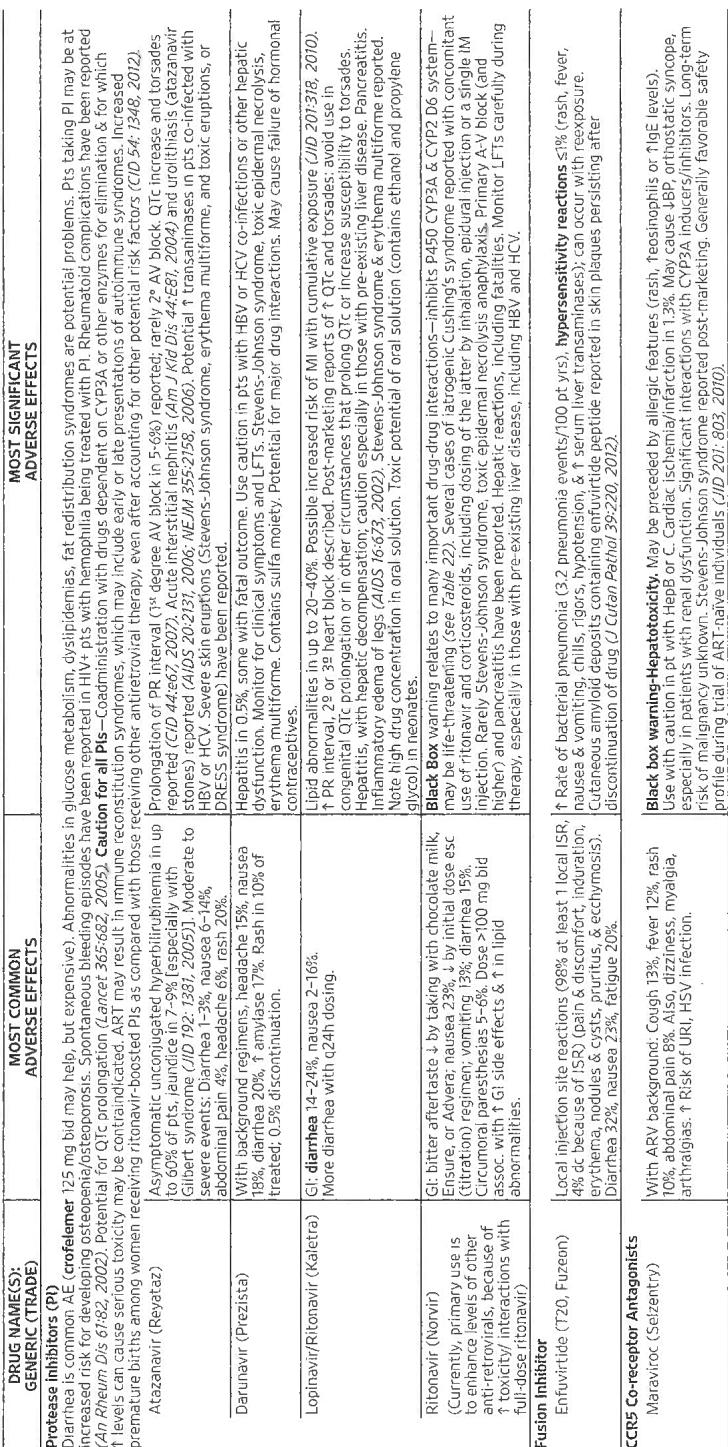 DRUG NAME(S): GENERIC (TRADE)
MOST COMMON ADVERSE EFFECTS
MOST SIGNIFICANT ADVERSE EFFECTS
Protease Inhibitors (PI)
Diarrhea is common AE (crofelemer 125 mg bid may help, but expensive). Abnormalities in glucose metabolism, dyslipidemias, fat redistribution syndromes are potential problems. Pts taking PI may be at
increased risk for developing osteopenia/osteoporosis. Spontaneous bleeding episodes have been reported in HIV+ pts with hemophilia being treated with PI. Rheumatoid complications have been reported
(An Rheum Dis 61:82, 2002). Potential for QTc prolongation (Lancet 365:682, 2005). Caution for all PIs—Coadministration with drugs dependent on CYP3A or other enzymes for elimination & for which
↑ levels can cause serious toxicity may be contraindicated. ART may result in immune reconstitution syndromes, which may include early or late presentations of autoimmune syndromes. Increased
premature births among women receiving ritonavir-boosted PIs as compared with those receiving other antiretroviral therapy, even after accounting for other potential risk factors (CID 54: 1348, 2012).
Atazanavir (Reyataz)
Asymptomatic unconjugated hyperbilirubinemia in up
to 60% of pts, jaundice in 7–9% [especially with
Gilbert syndrome (JID 192: 1381, 2005)]. Moderate to
severe events: Diarrhea 1–3%, nausea 6–14%,
abdominal pain 4%, headache 6%, rash 20%.
Prolongation of PR interval (1st degree AV block in 5-6%) reported; rarely 2° AV block. QTc increase and torsades
reported (CID 44:e67, 2007). Acute interstitial nephritis (Am J Kid Dis 44:E81, 2004) and urolithiasis (atazanavir
stones) reported (AIDS 20:2131, 2006; NEJM 355:2158, 2006). Potential ↑ transaminases in pts co-infected with
HBV or HCV. Severe skin eruptions (Stevens-Johnson syndrome, erythema multiforme, and toxic eruptions, or
DRESS syndrome) have been reported.
Darunavir (Prezista)
With background regimens, headache 15%, nausea
18%, diarrhea 20%, ↑ amylase 17%. Rash in 10% of
treated; 0.5% discontinuation.
Hepatitis in 0.5%, some with fatal outcome. Use caution in pts with HBV or HCV co-infections or other hepatic
dysfunction. Monitor for clinical symptoms and LFTs. Stevens-Johnson syndrome, toxic epidermal necrolysis,
erythema multiforme. Contains sulfa moiety. Potential for major drug interactions. May cause failure of hormonal
contraceptives.
Lopinavir/Ritonavir (Kaletra)
GI: diarrhea 14–24%, nausea 2–16%.
More diarrhea with q24h dosing.
Lipid abnormalities in up to 20–40%. Possible increased risk of MI with cumulative exposure (JID 201:318, 2010).
↑ PR interval, 2º or 3º heart block described. Post-marketing reports of ↑ QTc and torsades: avoid use in
congenital QTc prolongation or in other circumstances that prolong QTc or increase susceptibility to torsades.
Hepatitis, with hepatic decompensation; caution especially in those with pre-existing liver disease. Pancreatitis.
Inflammatory edema of legs (AIDS 16:673, 2002). Stevens-Johnson syndrome & erythema multiforme reported.
Note high drug concentration in oral solution. Toxic potential of oral solution (contains ethanol and propylene
glycol) in neonates.
Ritonavir (Norvir)
(Currently, primary use is
to enhance levels of other
anti-retrovirals, because of
↑ toxicity/ interactions with
full-dose ritonavir)
GI: bitter aftertaste ↓ by taking with chocolate milk,
Ensure, or Advera; nausea 23%, ↓ by initial dose esc
(titration) regimen; vomiting 13%; diarrhea 15%.
Circumoral paresthesias 5–6%. Dose >100 mg bid
assoc. with ↑ GI side effects & ↑ in lipid
abnormalities.
Black Box warning relates to many important drug-drug interactions—inhibits P450 CYP3A & CYP2 D6 system—
may be life-threatening (see Table 22). Several cases of iatrogenic Cushing's syndrome reported with concomitant
use of ritonavir and corticosteroids, including dosing of the latter by inhalation, epidural injection or a single IM
injection. Rarely Stevens-Johnson syndrome, toxic epidermal necrolysis anaphylaxis. Primary A-V block (and
higher) and pancreatitis have been reported. Hepatic reactions, including fatalities. Monitor LFTs carefully during
therapy, especially in those with pre-existing liver disease, including HBV and HCV.
Fusion Inhibitor
Enfuvirtide (T20, Fuzeon)
Local injection site reactions (98% at least 1 local ISR,
4% dc because of ISR) (pain & discomfort, induration,
erythema, nodules & cysts, pruritus, & ecchymosis).
Diarrhea 32%, nausea 23%, fatigue 20%.
↑ Rate of bacterial pneumonia (3.2 pneumonia events/100 pt yrs), hypersensitivity reactions ≤1% (rash, fever,
nausea & vomiting, chills, rigors, hypotension, & ↑ serum liver transaminases); can occur with reexposure.
Cutaneous amyloid deposits containing enfuvirtide peptide reported in skin plaques persisting after
discontinuation of drug (J Cutan Pathol 39:220, 2012).
CCR5 Co-receptor Antagonists
Maraviroc (Selzentry)
With ARV background: Cough 13%, fever 12%, rash
10%, abdominal pain 8%. Also, dizziness, myalgia,
arthralgias. ↑ Risk of URI, HSV infection.
Black box warning-Hepatotoxicity. May be preceded by allergic features (rash, ↑eosinophils or ↑IgE levels).
Use with caution in pt with HepB or C. Cardiac ischemia/infarction in 1.3%. May cause ↓BP, orthostatic syncope,
especially in patients with renal dysfunction. Significant interactions with CYP3A inducers/inhibitors. Long-term
risk of malignancy unknown. Stevens-Johnson syndrome reported post-marketing. Generally favorable safety
profile during trial of ART-naive individuals (JID 201: 803, 2010).